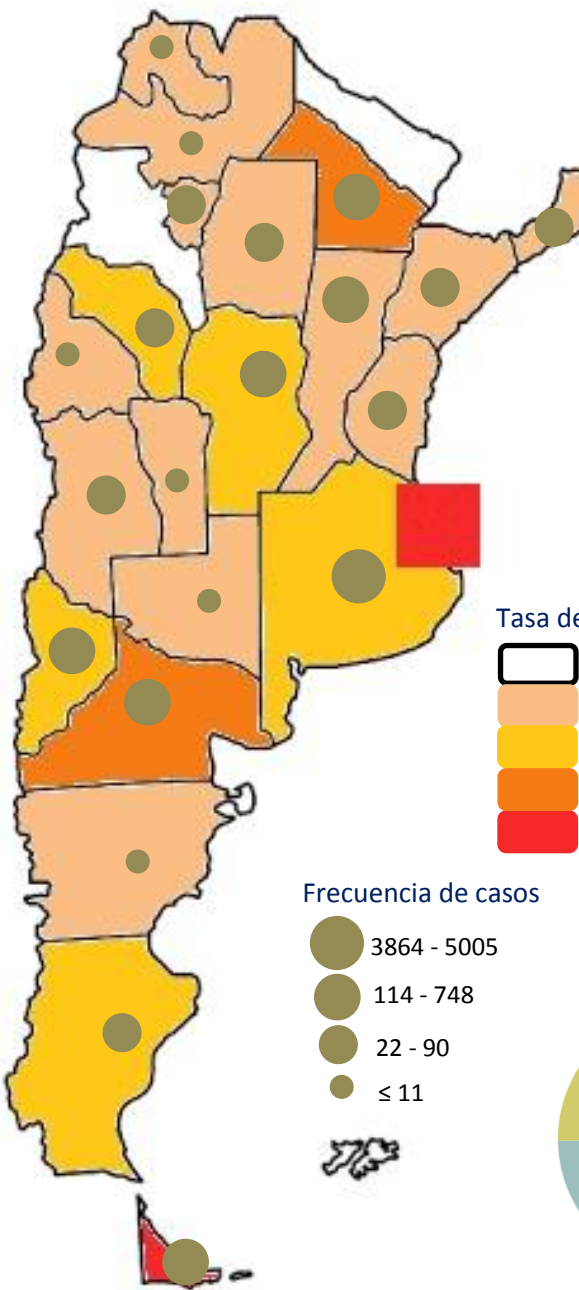 Tasa de
Frecuencia de casos
3864 - 5005
114 - 748
22 - 90
≤ 11